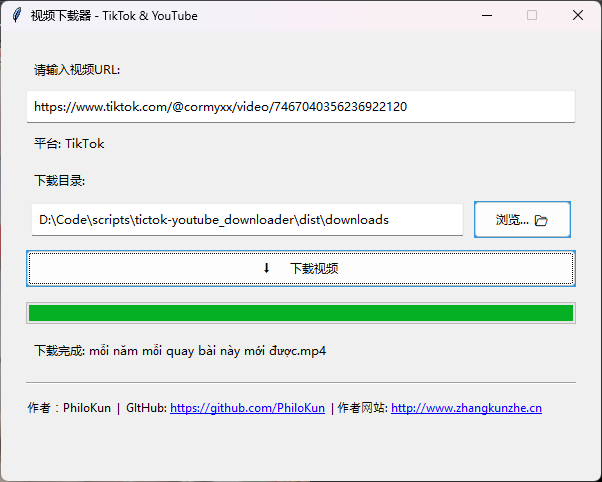 视频下载器 - TikTok & YouTube
请输入视频URL:
https://www.tiktok.com/@cormyxx/video/7467040356236922120
平台: TikTok
下载目录:
D:\Code\scripts\tictok-youtube_downloader\dist\downloads 浏览...
⬇ 下载视频
下载完成: mỗi năm mỗi quay bài này mới được.mp4
作者：PhiloKun | GItHub: https://github.com/PhiloKun | 作者网站: http://www.zhangkunzhe.cn